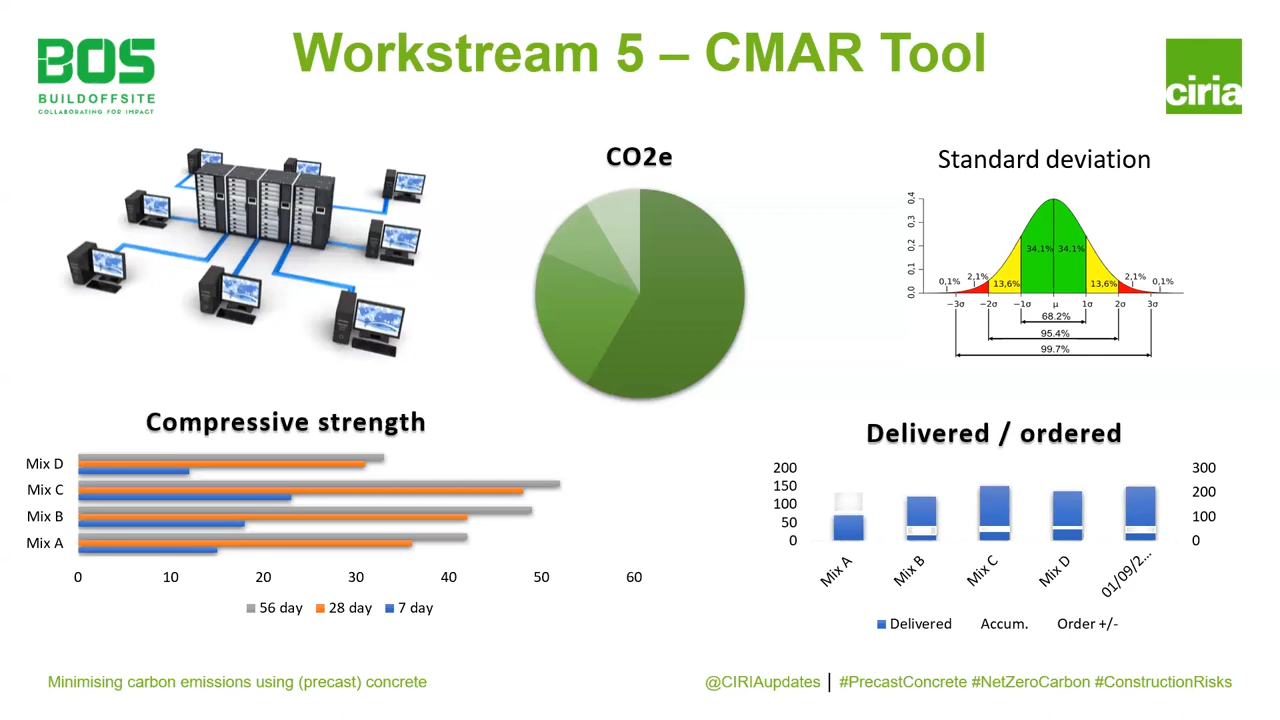 Workstream 5 – CMAR Tool
BOS
BUILDOFFSITE
COLLABORATING FOR IMPACT
ciria
CO2e
Standard deviation
0.4
0.3
0.2
0.1
0.0
34.1% 34.1%
0,1% 2,1% 13,6% 13,6% 2,1% 0,1%
−3σ −2σ −1σ μ 1σ 2σ 3σ
68.2%
95.4%
99.7%
Compressive strength
Mix D
Mix C
Mix B
Mix A
0 10 20 30 40 50 60
56 day 28 day 7 day
Delivered / ordered
200
150
100
50
0
300
200
100
0
Mix A Mix B Mix C Mix D 01/09/2...
Delivered Accum. Order +/-
Minimising carbon emissions using (precast) concrete
@CIRIAupdates | #PrecastConcrete #NetZeroCarbon #ConstructionRisks